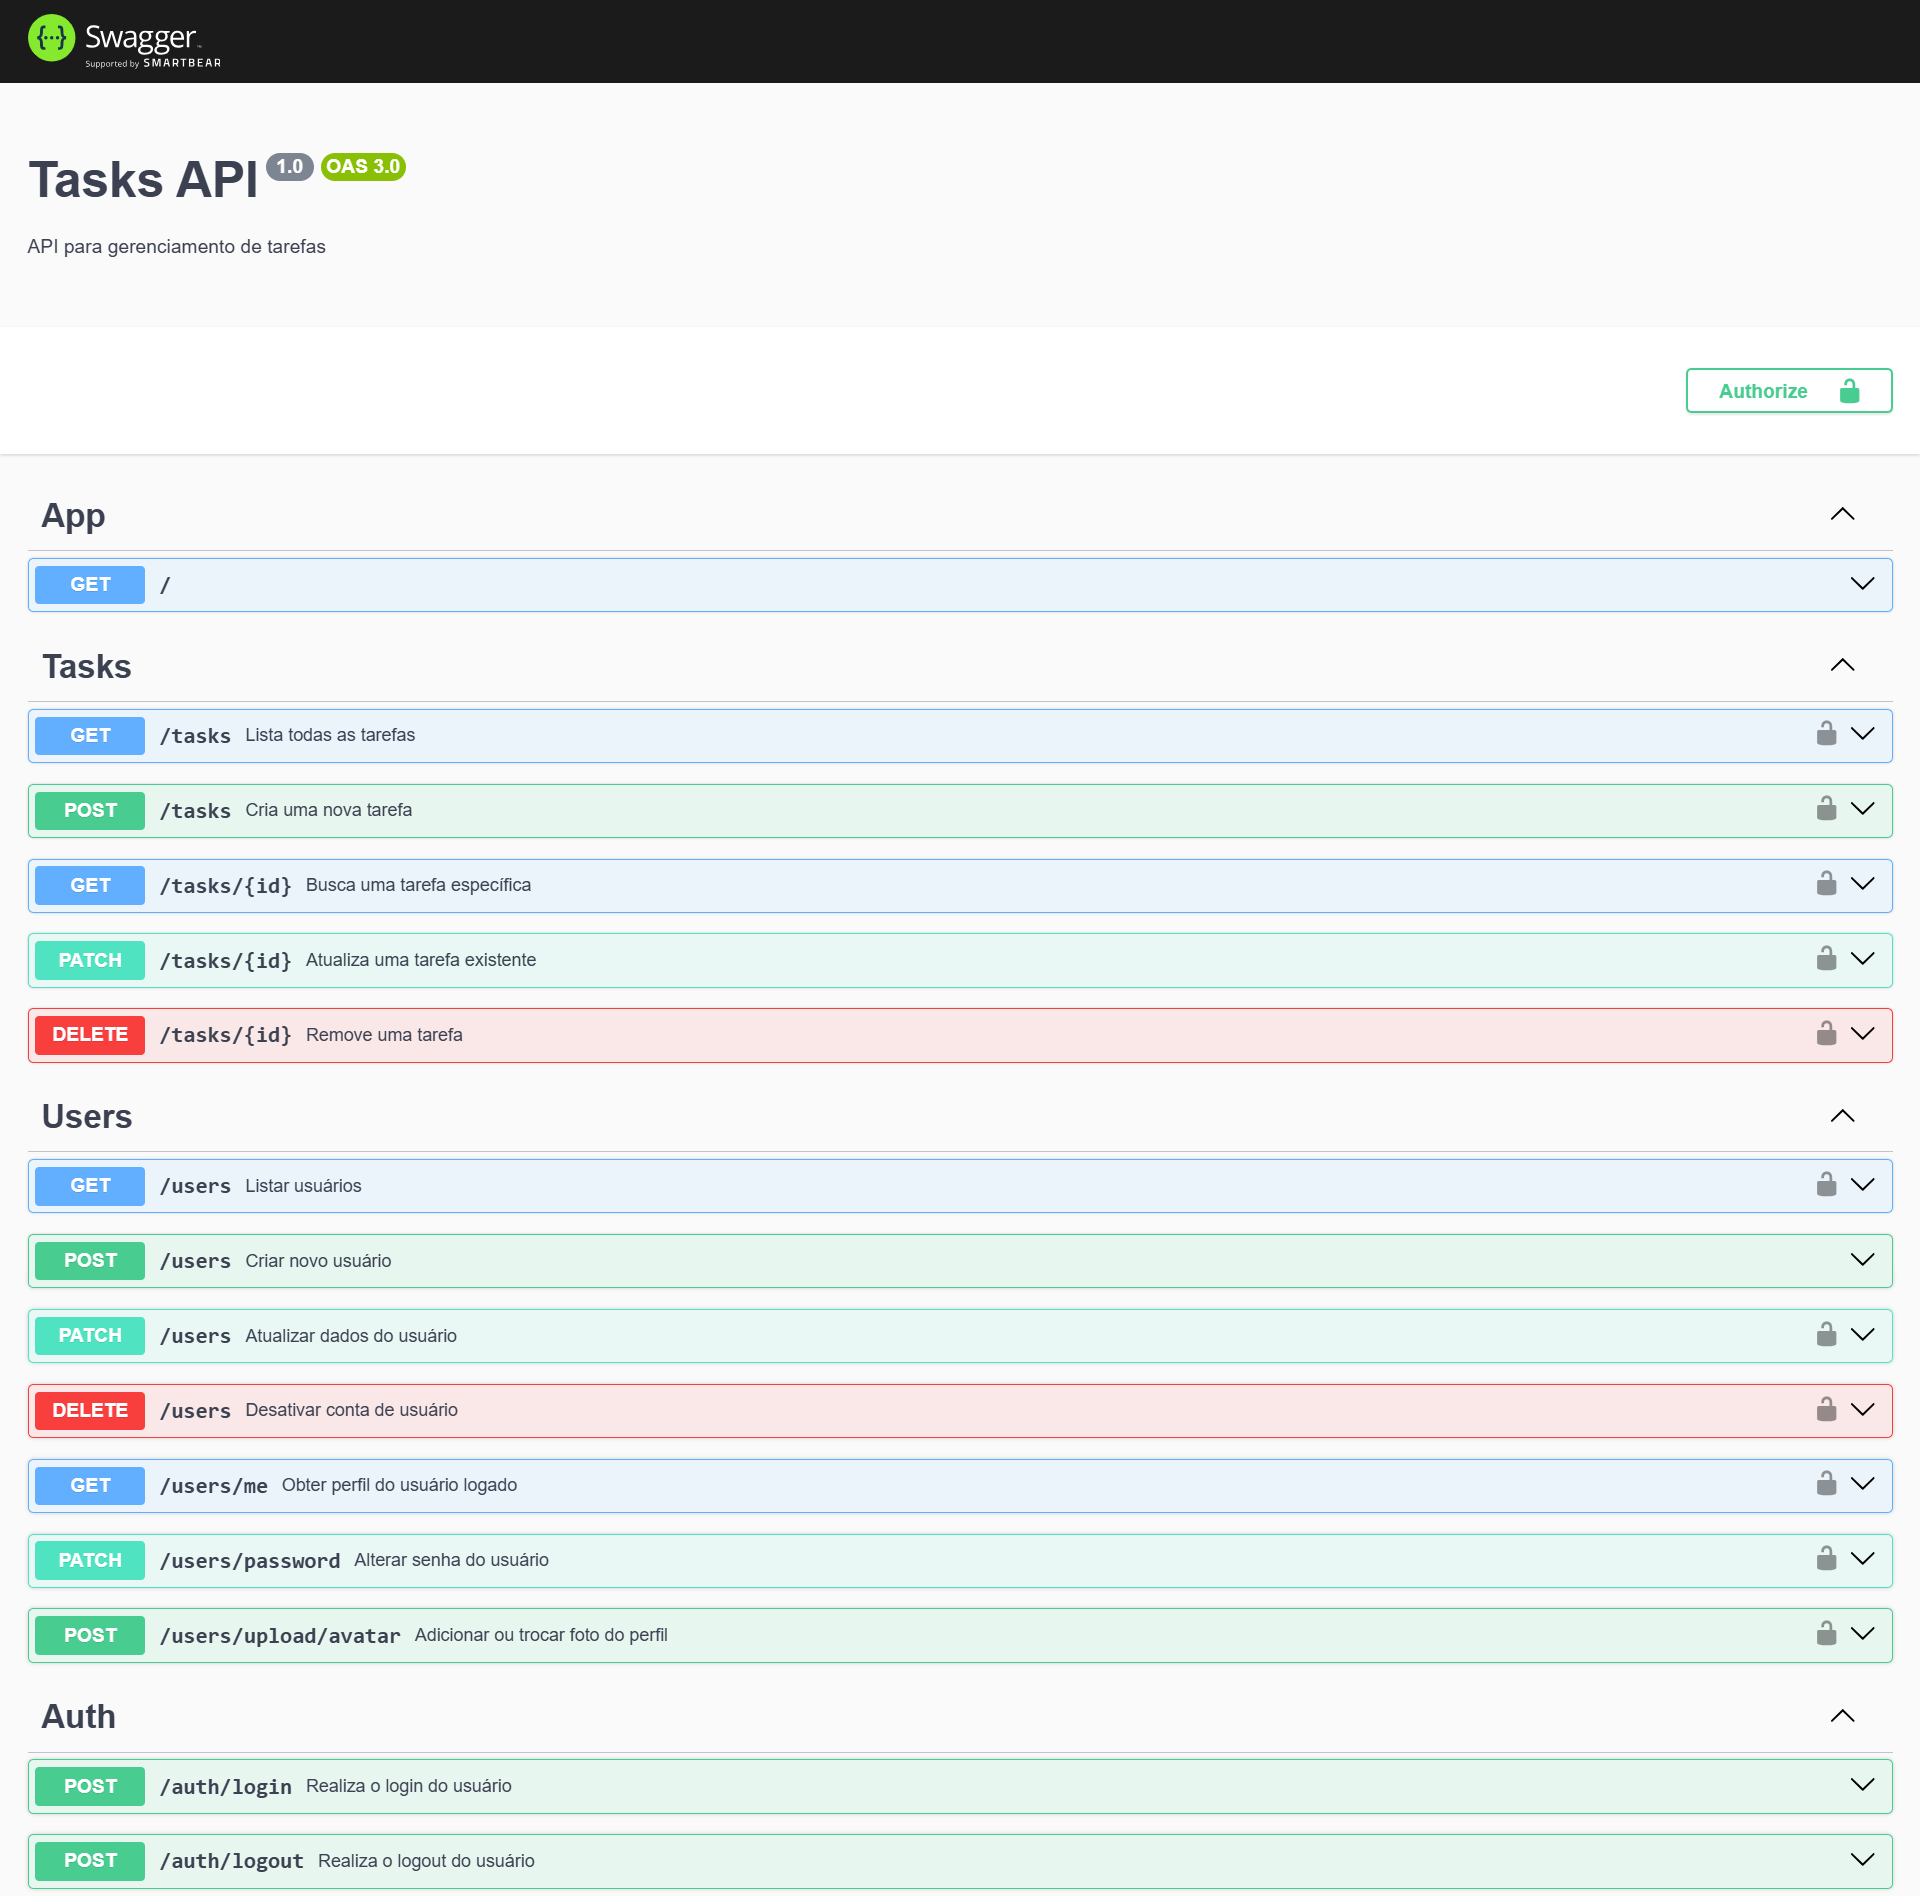 Swagger
Supported by SMARTBEAR
Tasks API 1.0 OAS 3.0
API para gerenciamento de tarefas
Authorize
App
GET /
Tasks
GET /tasks Lista todas as tarefas
POST /tasks Cria uma nova tarefa
GET /tasks/{id} Busca uma tarefa específica
PATCH /tasks/{id} Atualiza uma tarefa existente
DELETE /tasks/{id} Remove uma tarefa
Users
GET /users Listar usuários
POST /users Criar novo usuário
PATCH /users Atualizar dados do usuário
DELETE /users Desativar conta de usuário
GET /users/me Obter perfil do usuário logado
PATCH /users/password Alterar senha do usuário
POST /users/upload/avatar Adicionar ou trocar foto do perfil
Auth
POST /auth/login Realiza o login do usuário
POST /auth/logout Realiza o logout do usuário